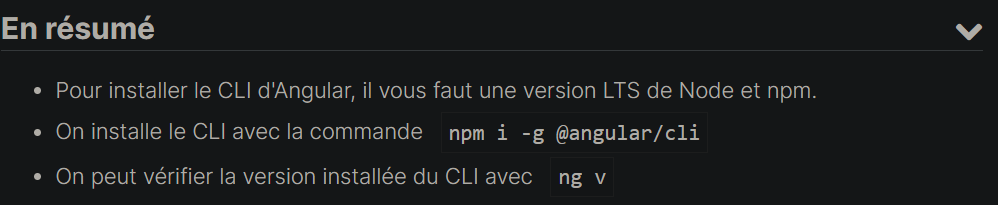 En résumé
• Pour installer le CLI d'Angular, il vous faut une version LTS de Node et npm.
• On installe le CLI avec la commande npm i -g @angular/cli
• On peut vérifier la version installée du CLI avec ng v